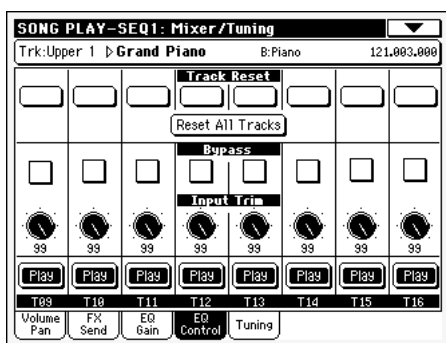 SONG PLAY-SEQ1: Mixer/Tuning
Trk:Upper 1 ▷Grand Piano B:Piano 121.003.000
Track Reset
Reset All Tracks
Bypass
Input Trim
99 99 99 99 99 99 99 99
Play Play Play Play Play Play Play Play
T09 T10 T11 T12 T13 T14 T15 T16
Volume Pan FX Send EQ Gain EQ Control Tuning